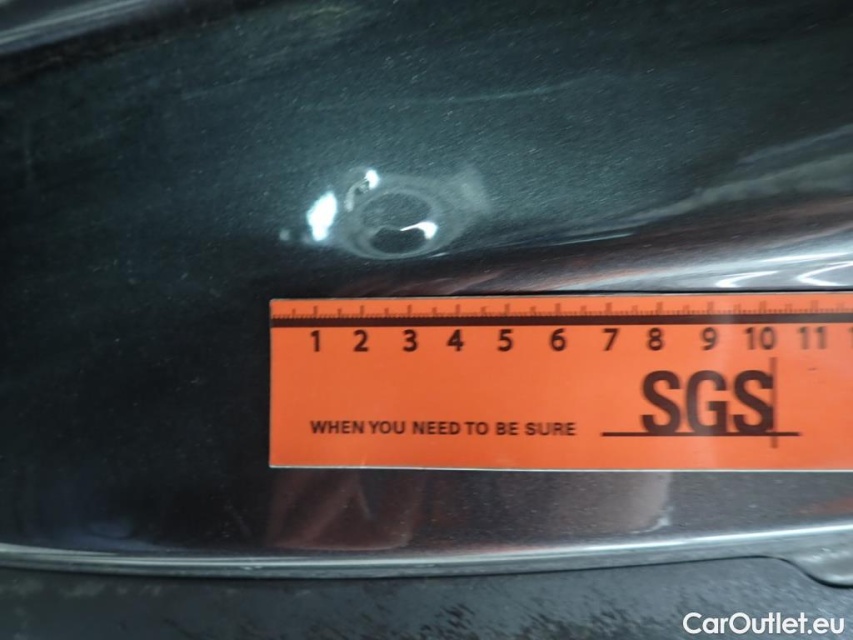 1 2 3 4 5 6 7 8 9 10 11
SGS
WHEN YOU NEED TO BE SURE
CarOutlet.eu